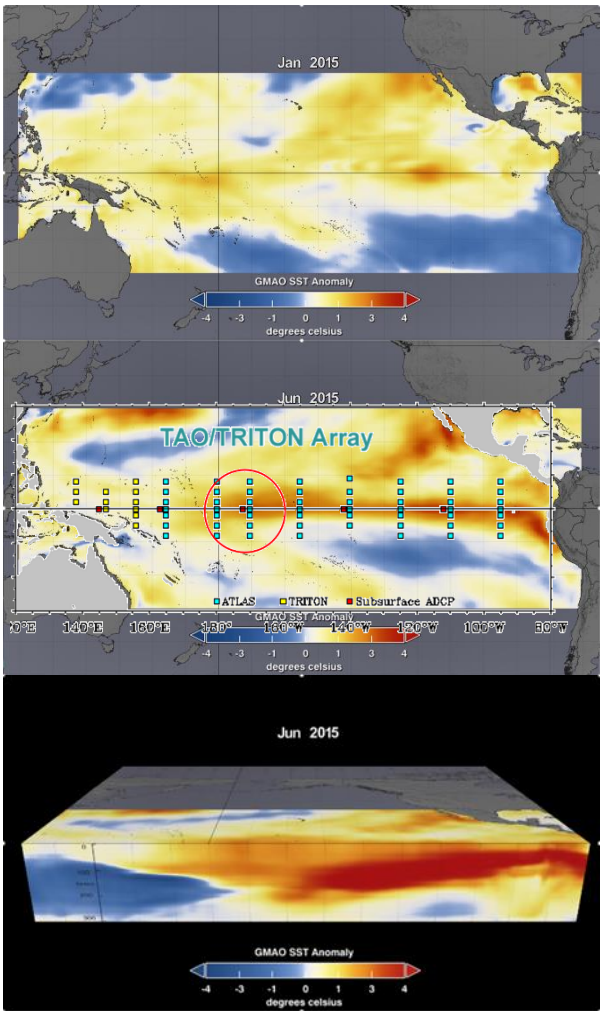 Jan 2015
GMAO SST Anomaly
-4 -3 -1 0 1 3 4
degrees celsius
Jun 2015
TAO/TRITON Array
ATLAS TRITON Subsurface ADCP
GMAO SST Anomaly
140°E 160°E 180° 160°W 140°W 120°W 100°W 80°W
-4 -3 -1 0 1 3 4
degrees celsius
Jun 2015
0
300
GMAO SST Anomaly
-4 -3 -1 0 1 3 4
degrees celsius